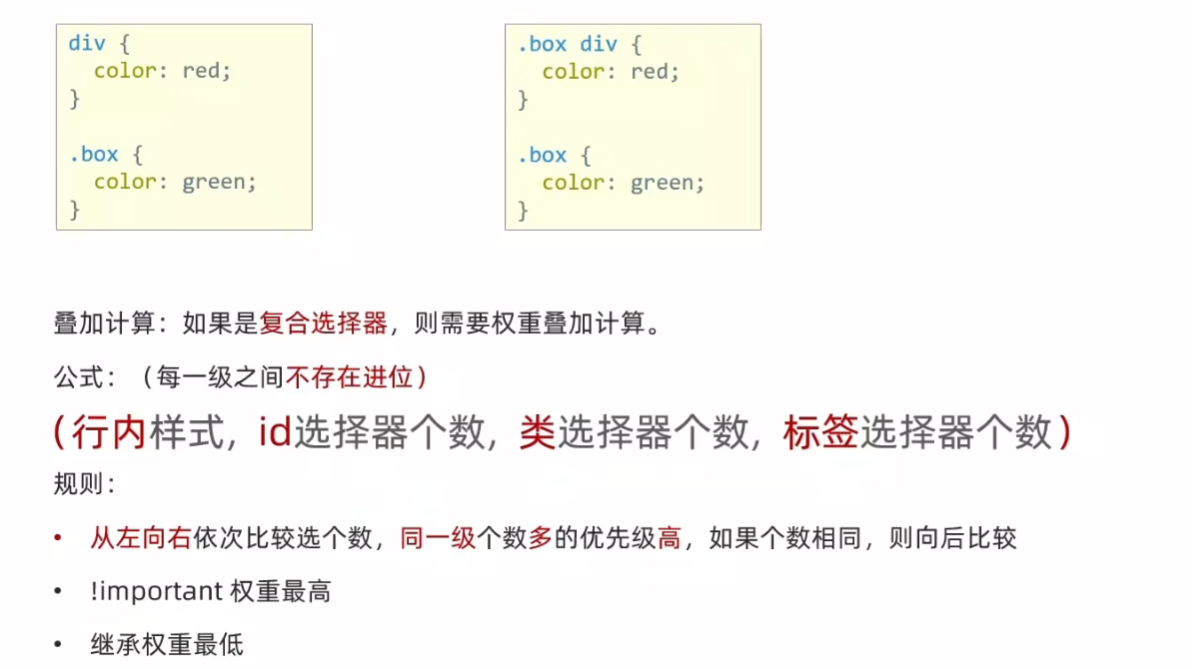 div {
color: red;
}
.box {
color: green;
}
.box div {
color: red;
}
.box {
color: green;
}
叠加计算：如果是复合选择器，则需要权重叠加计算。
公式：（每一级之间不存在进位）
（行内样式，id选择器个数，类选择器个数，标签选择器个数）
规则：
• 从左向右依次比较选个数，同一级个数多的优先级高，如果个数相同，则向后比较
• !important 权重最高
• 继承权重最低